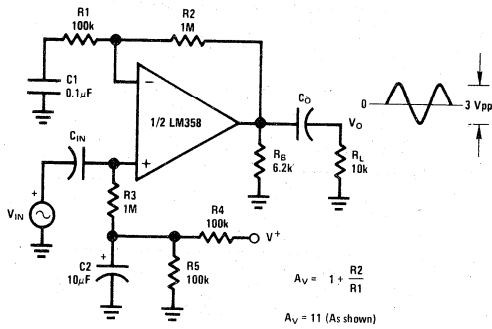 R1
100k
R2
1M
C1
0.1μF
1/2 LM358
−
+
CIN
CO
VO
0
3 VPP
RB
6.2k
RL
10k
+
VIN
R3
1M
R4
100k
V+
+
C2
10μF
R5
100k
AV = 1 + R2/R1
AV = 11 (As shown)